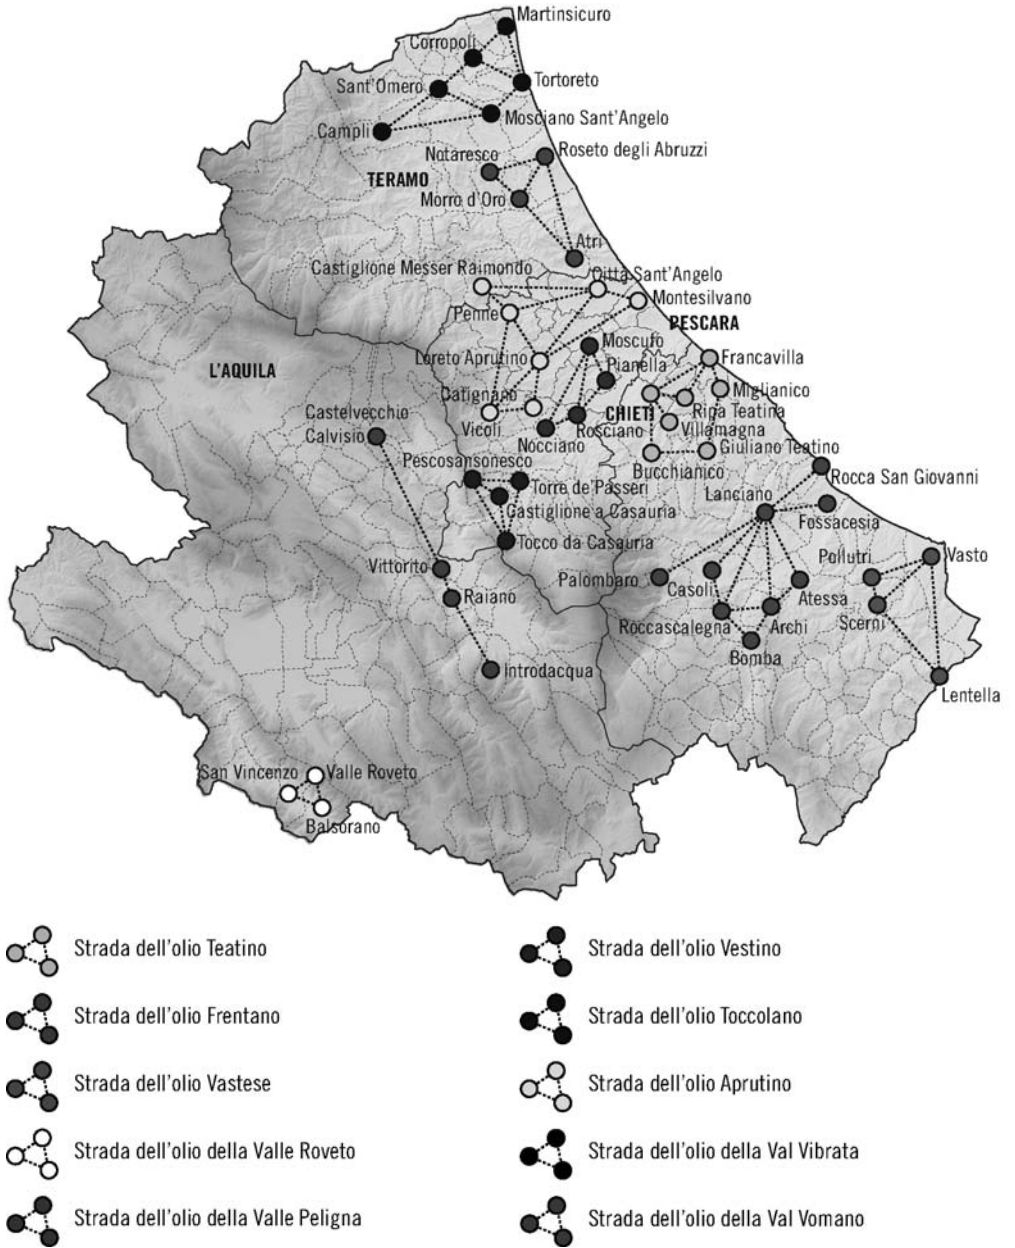 Martinsicuro
Corropoli
Sant'Omero
Tortoreto
Mosciano Sant'Angelo
Campli
Notaresco
Roseto degli Abruzzi
TERAMO
Morro d'Oro
Atri
Castiglione Messer Raimondo
Città Sant'Angelo
Montesilvano
Penne
PESCARA
Moscufo
Loreto Aprutino
Pianella
Francavilla
L'AQUILA
Miglianico
Catignano
CHIETI
Ripa Teatina
Castelvecchio
Calvisio
Vicoli
Rosciano
Villamagna
Nocciano
Giuliano Teatino
Pescosansonesco
Bucchianico
Rocca San Giovanni
Torre de Passeri
Lanciano
Castiglione a Casauria
Fossacesia
Tocco da Casauria
Pollutri
Vasto
Vittorito
Palombaro
Casoli
Atessa
Raiano
Roccascalegna
Archi
Scerni
Bomba
Introdacqua
Lentella
San Vincenzo
Valle Roveto
Balsorano
Strada dell'olio Teatino
Strada dell'olio Vestino
Strada dell'olio Frentano
Strada dell'olio Toccolano
Strada dell'olio Vastese
Strada dell'olio Aprutino
Strada dell'olio della Valle Roveto
Strada dell'olio della Val Vibrata
Strada dell'olio della Valle Peligna
Strada dell'olio della Val Vomano